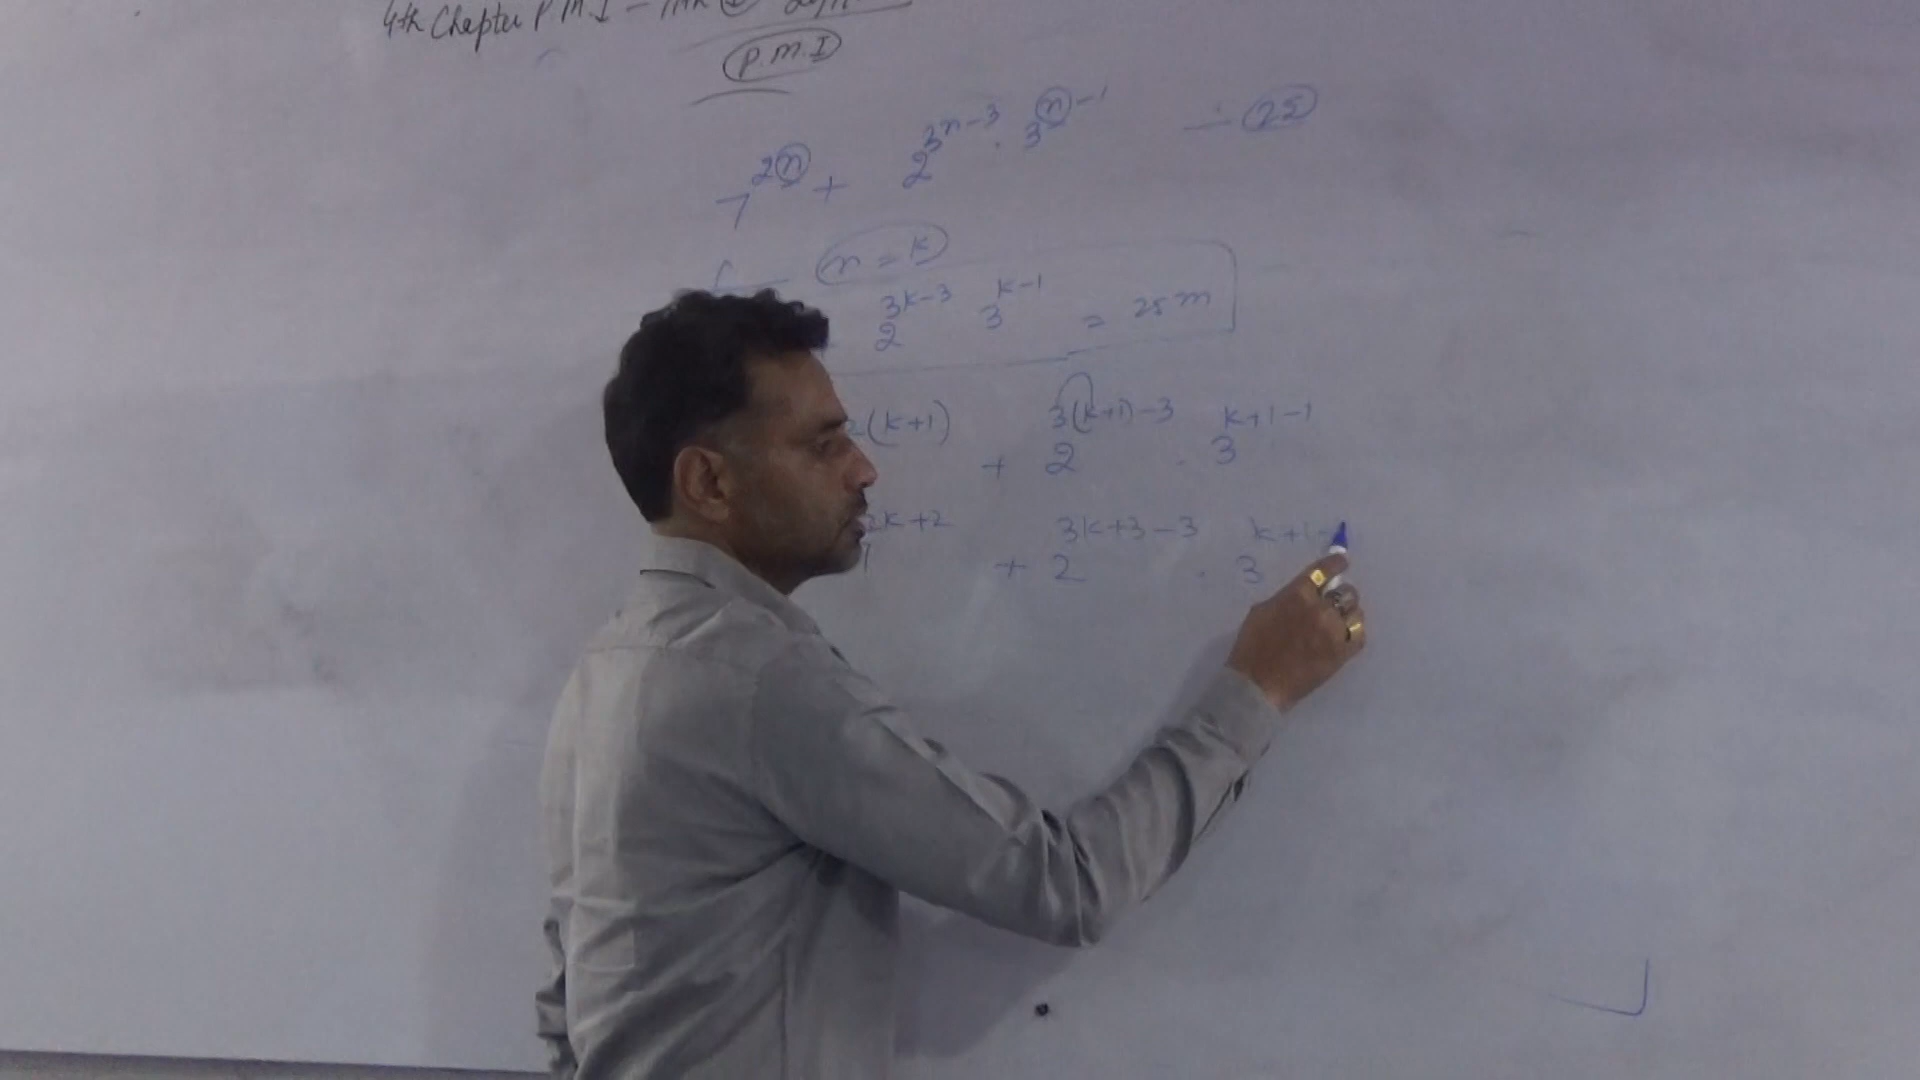 4th Chapter P.M.I -
P.M.I
7^{2n} + 2^{3n-3} . 3^{n-1} ÷ 25
n = k
2^{3k-3} 3^{k-1} = 25m
2(k+1) + 2^{3(k+1)-3} . 3^{k+1-1}
2k+2 + 2^{3k+3-3} . 3^{k+1-